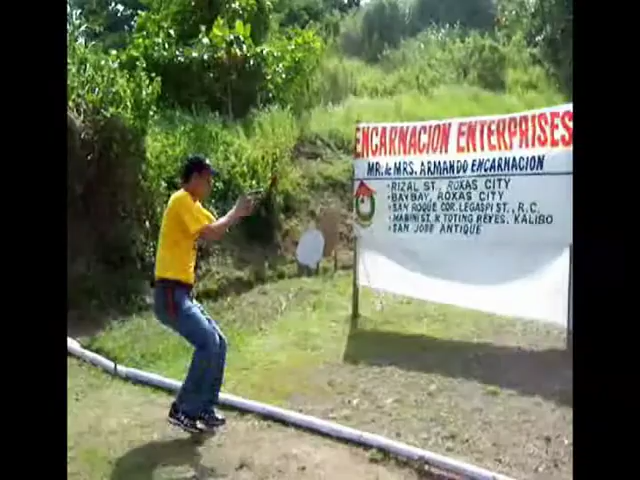 ENCARNACION ENTERPRISES
MR. & MRS. ARMANDO ENCARNACION
•RIZAL ST., ROXAS CITY
•BAYBAY, ROXAS CITY
•SAN ROQUE COR. LEGASPI ST., R.C.
•MABINI ST. K TOTING REYES, KALIBO
•SAN JOSE ANTIQUE